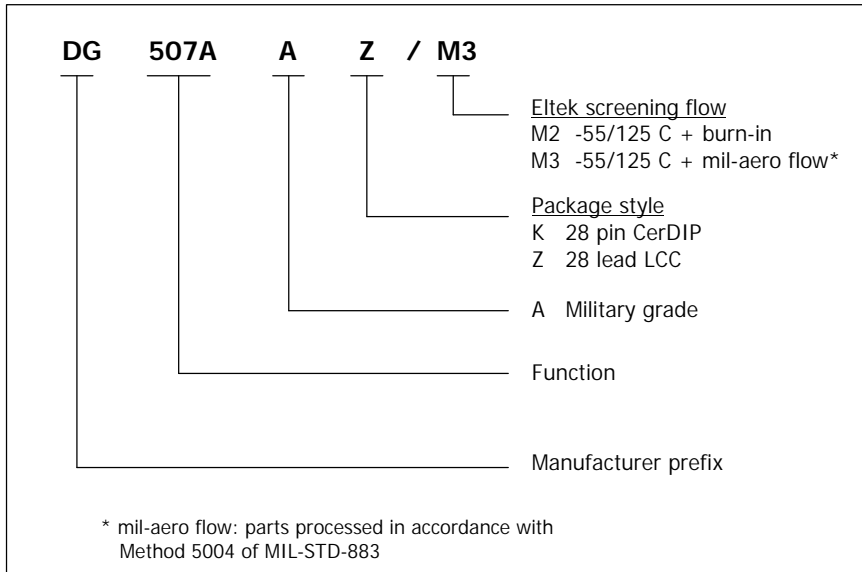 DG 507A A Z / M3
Eltek screening flow
M2 -55/125 C + burn-in
M3 -55/125 C + mil-aero flow*
Package style
K 28 pin CerDIP
Z 28 lead LCC
A Military grade
Function
Manufacturer prefix
* mil-aero flow: parts processed in accordance with
Method 5004 of MIL-STD-883